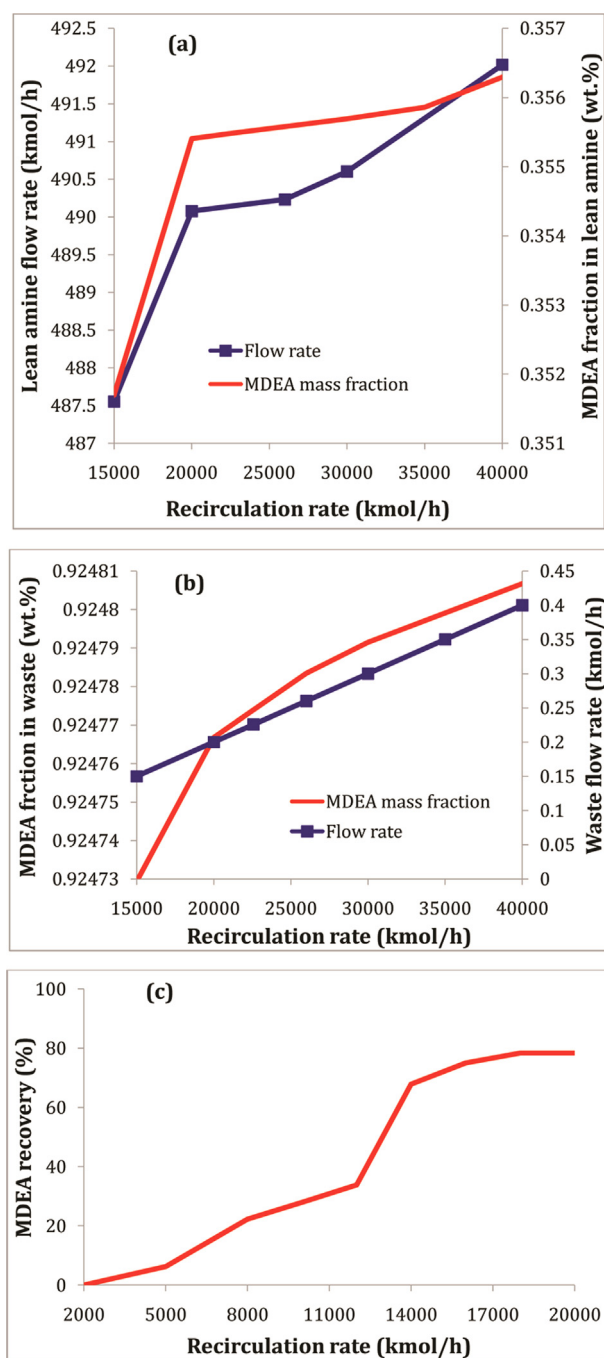 (a)
Lean amine flow rate (kmol/h)
492.5
492
491.5
491
490.5
490
489.5
489
488.5
488
487.5
487
0.357
0.356
0.355
0.354
0.353
0.352
0.351
MDEA fraction in lean amine (wt.%)
Flow rate
MDEA mass fraction
15000 20000 25000 30000 35000 40000
Recirculation rate (kmol/h)
(b)
MDEA frction in waste (wt.%)
0.92481
0.9248
0.92479
0.92478
0.92477
0.92476
0.92475
0.92474
0.92473
0.45
0.4
0.35
0.3
0.25
0.2
0.15
0.1
0.05
0
Waste flow rate (kmol/h)
MDEA mass fraction
Flow rate
15000 20000 25000 30000 35000 40000
Recirculation rate (kmol/h)
(c)
MDEA recovery (%)
100
80
60
40
20
0
2000 5000 8000 11000 14000 17000 20000
Recirculation rate (kmol/h)